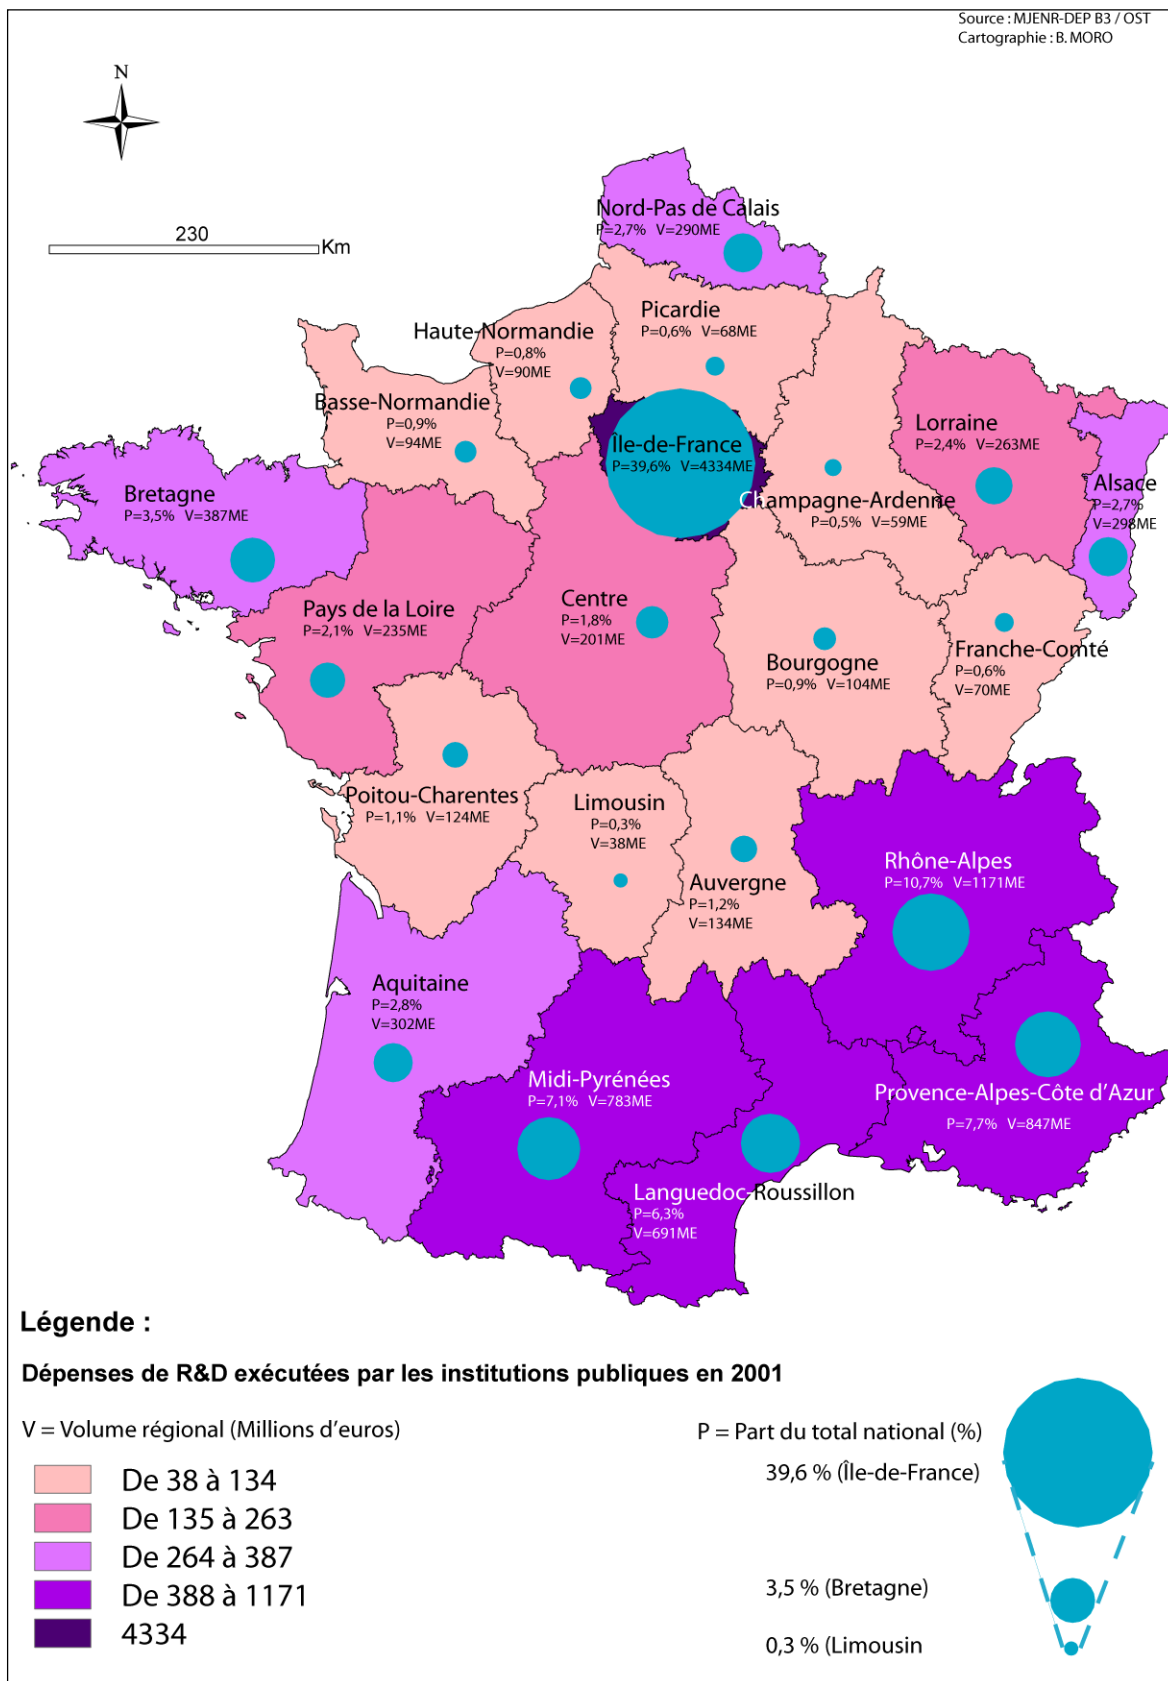 Source : MJENR-DEP B3 / OST
Cartographie : B. MORO
N
230
Km
Nord-Pas de Calais
P=2,7% V=290ME
Picardie
P=0,6% V=68ME
Haute-Normandie
P=0,8%
V=90ME
Basse-Normandie
P=0,9%
V=94ME
Île-de-France
P=39,6% V=4334ME
Lorraine
P=2,4% V=263ME
Alsace
P=2,7%
V=298ME
Champagne-Ardenne
P=0,5% V=59ME
Bretagne
P=3,5% V=387ME
Pays de la Loire
P=2,1% V=235ME
Centre
P=1,8%
V=201ME
Bourgogne
P=0,9% V=104ME
Franche-Comté
P=0,6%
V=70ME
Poitou-Charentes
P=1,1% V=124ME
Limousin
P=0,3%
V=38ME
Auvergne
P=1,2%
V=134ME
Rhône-Alpes
P=10,7% V=1171ME
Aquitaine
P=2,8%
V=302ME
Midi-Pyrénées
P=7,1% V=783ME
Provence-Alpes-Côte d'Azur
P=7,7% V=847ME
Languedoc-Roussillon
P=6,3%
V=691ME
Légende :
Dépenses de R&D exécutées par les institutions publiques en 2001
V = Volume régional (Millions d'euros)
De 38 à 134
De 135 à 263
De 264 à 387
De 388 à 1171
4334
P = Part du total national (%)
39,6 % (Île-de-France)
3,5 % (Bretagne)
0,3 % (Limousin